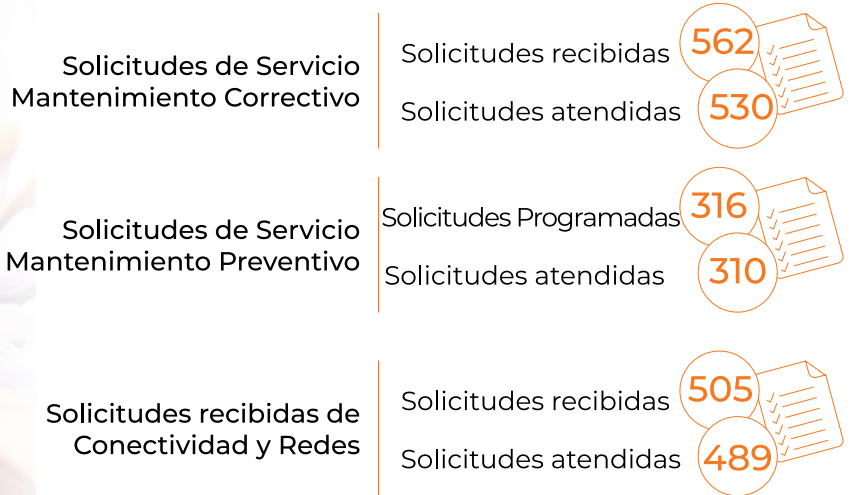 Solicitudes de Servicio
Mantenimiento Correctivo
Solicitudes recibidas 562
Solicitudes atendidas 530
Solicitudes de Servicio
Mantenimiento Preventivo
Solicitudes Programadas 316
Solicitudes atendidas 310
Solicitudes recibidas de
Conectividad y Redes
Solicitudes recibidas 505
Solicitudes atendidas 489